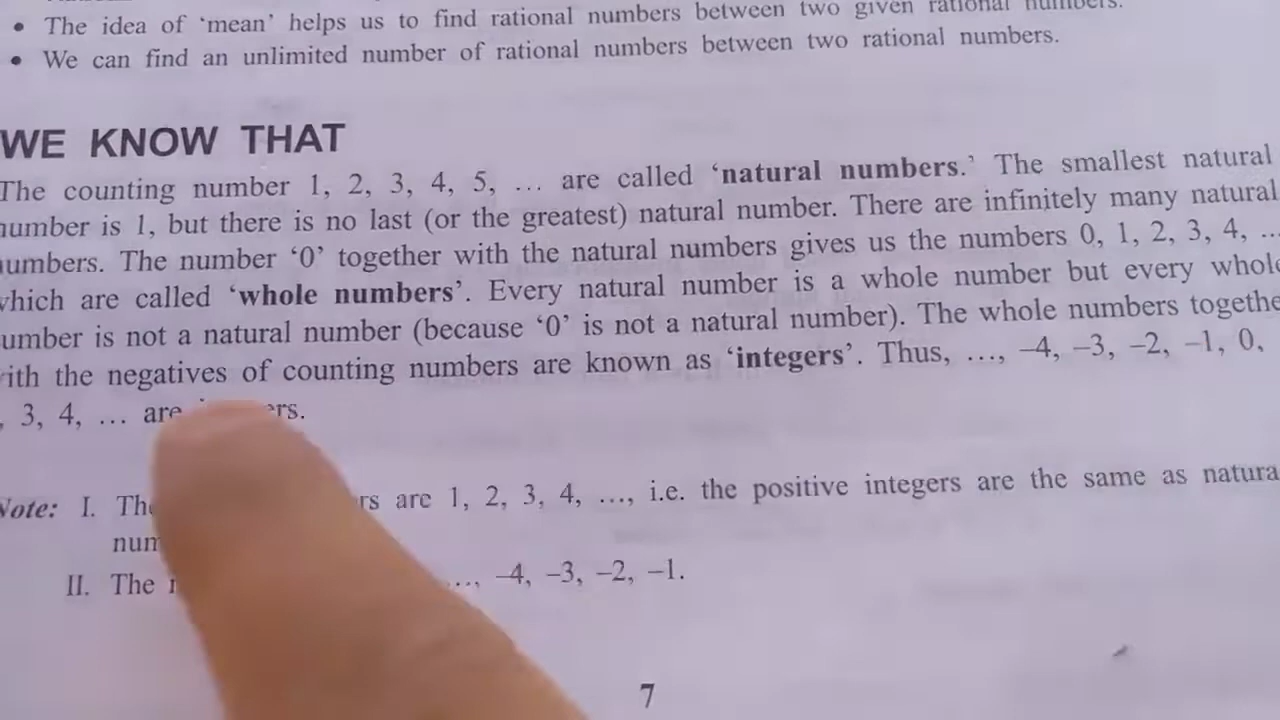 • The idea of ‘mean’ helps us to find rational numbers between two given rational numbers.
• We can find an unlimited number of rational numbers between two rational numbers.
WE KNOW THAT
The counting number 1, 2, 3, 4, 5, ... are called ‘natural numbers.’ The smallest natural
number is 1, but there is no last (or the greatest) natural number. There are infinitely many natural
numbers. The number ‘0’ together with the natural numbers gives us the numbers 0, 1, 2, 3, 4, ...
which are called ‘whole numbers’. Every natural number is a whole number but every whole
umber is not a natural number (because ‘0’ is not a natural number). The whole numbers togethe
ith the negatives of counting numbers are known as ‘integers’. Thus, ..., –4, –3, –2, –1, 0,
, 3, 4, ... are ers.
Note: I. The rs are 1, 2, 3, 4, ..., i.e. the positive integers are the same as natura
num
II. The ..., –4, –3, –2, –1.
7